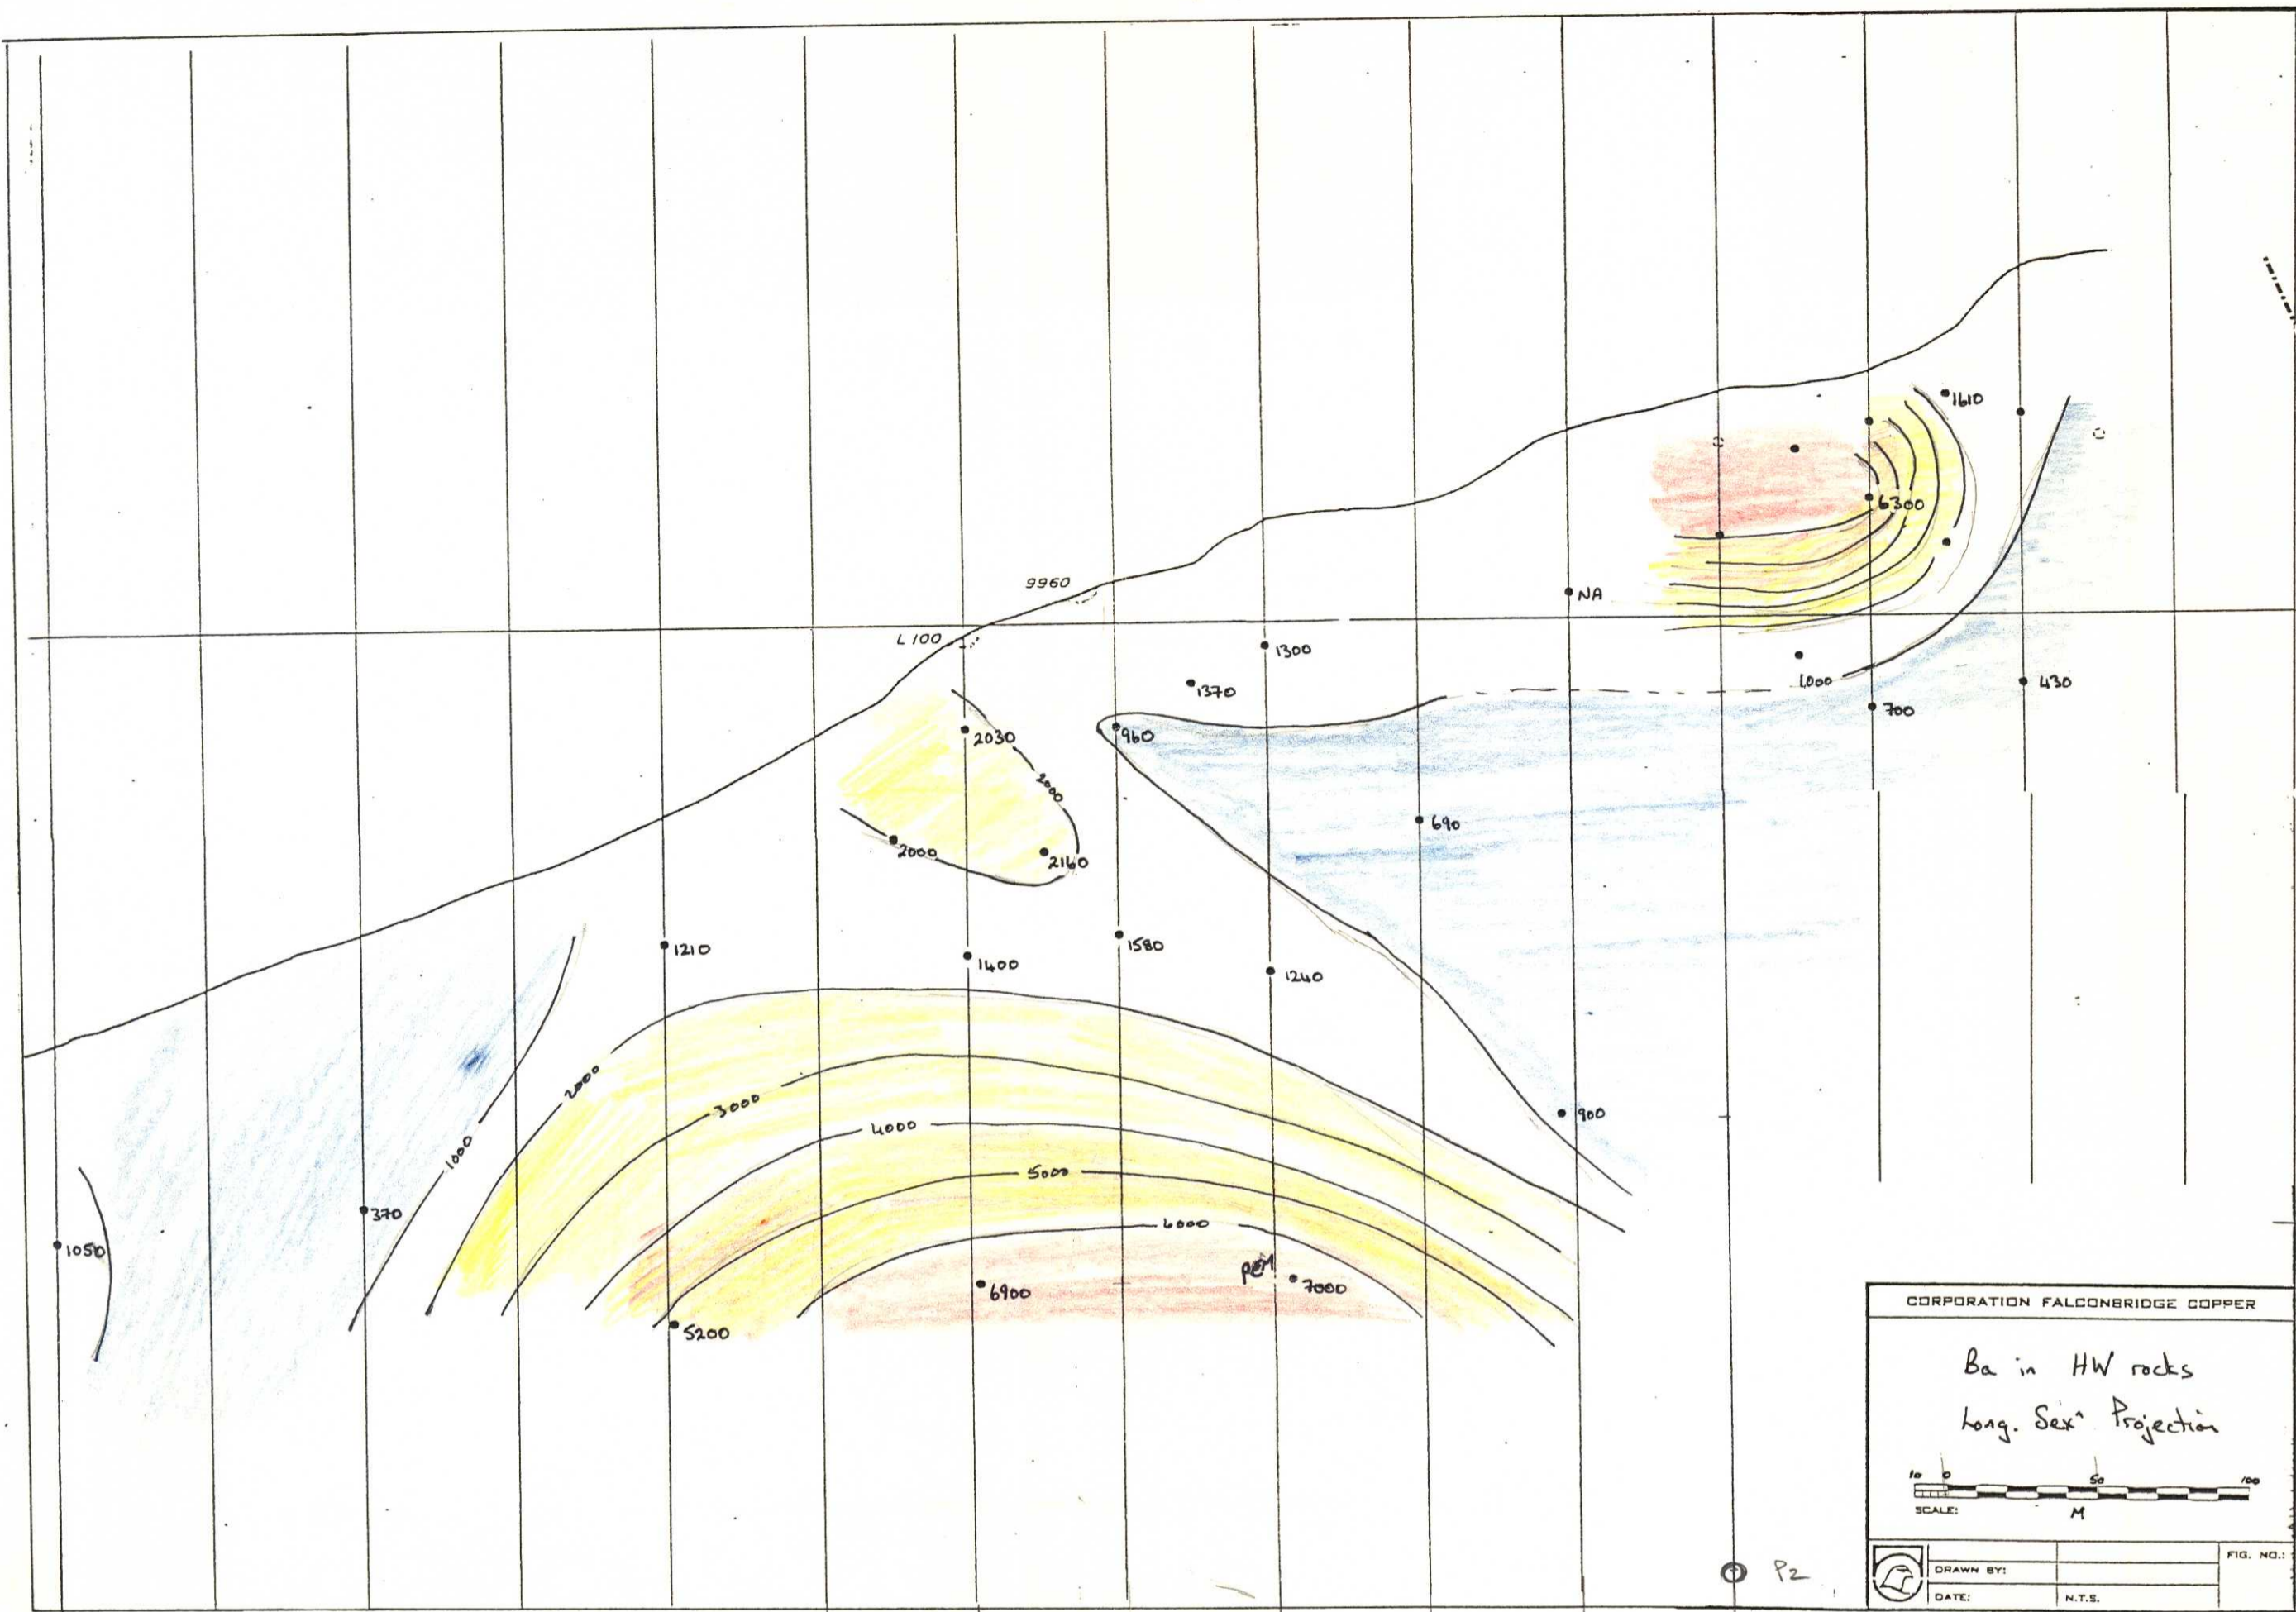 1610
6300
9960
NA
L 100
1300
1370
1000
430
700
2030
960
2000
690
2000
2160
1210
1400
1580
1240
2000
3000
900
4000
1000
5000
370
6000
1050
PEM
6900
7000
5200
CORPORATION FALCONBRIDGE COPPER
Ba in HW rocks
Long. Sexⁿ Projection
10 0 50 100
SCALE: M
P2
FIG. NO.:
DRAWN BY:
DATE: N.T.S.